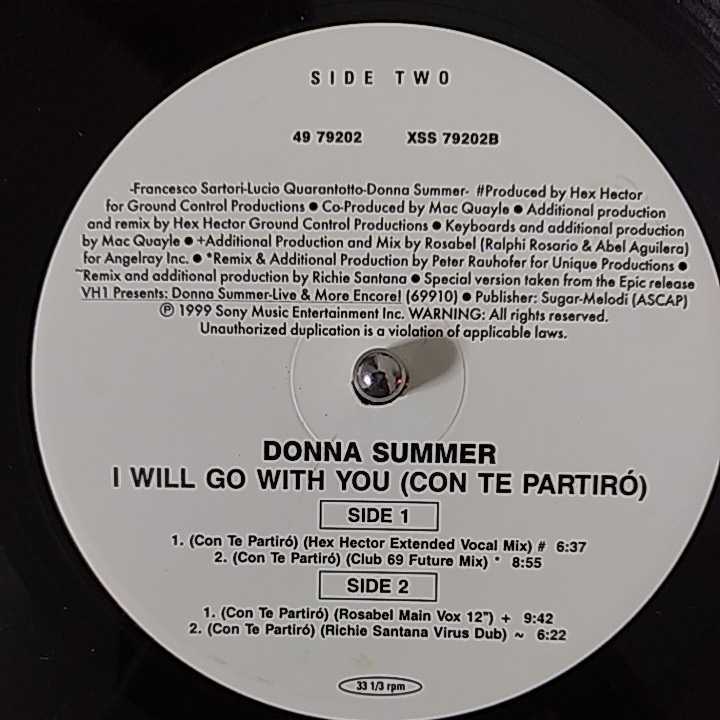 SIDE TWO
49 79202 XSS 79202B
-Francesco Sartori-Lucio Quarantotto-Donna Summer- #Produced by Hex Hector
for Ground Control Productions ● Co-Produced by Mac Quayle ● Additional production
and remix by Hex Hector Ground Control Productions ● Keyboards and additional production
by Mac Quayle ● +Additional Production and Mix by Rosabel (Ralphi Rosario & Abel Aguilera)
for Angelray Inc. ● *Remix & Additional Production by Peter Rauhofer for Unique Productions ●
~Remix and additional production by Richie Santana ● Special version taken from the Epic release
VH1 Presents: Donna Summer-Live & More Encore! (69910) ● Publisher: Sugar-Melodi (ASCAP)
℗ 1999 Sony Music Entertainment Inc. WARNING: All rights reserved.
Unauthorized duplication is a violation of applicable laws.
DONNA SUMMER
I WILL GO WITH YOU (CON TE PARTIRÓ)
SIDE 1
1. (Con Te Partiró) (Hex Hector Extended Vocal Mix) # 6:37
2. (Con Te Partiró) (Club 69 Future Mix) * 8:55
SIDE 2
1. (Con Te Partiró) (Rosabel Main Vox 12") + 9:42
2. (Con Te Partiró) (Richie Santana Virus Dub) ~ 6:22
33 1/3 rpm